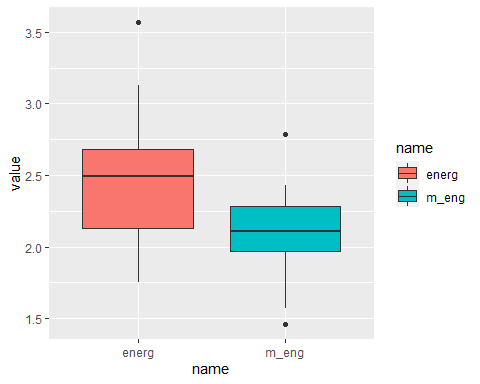 3.5
3.0
2.5
2.0
1.5
value
energ
m_eng
name
name
energ
m_eng